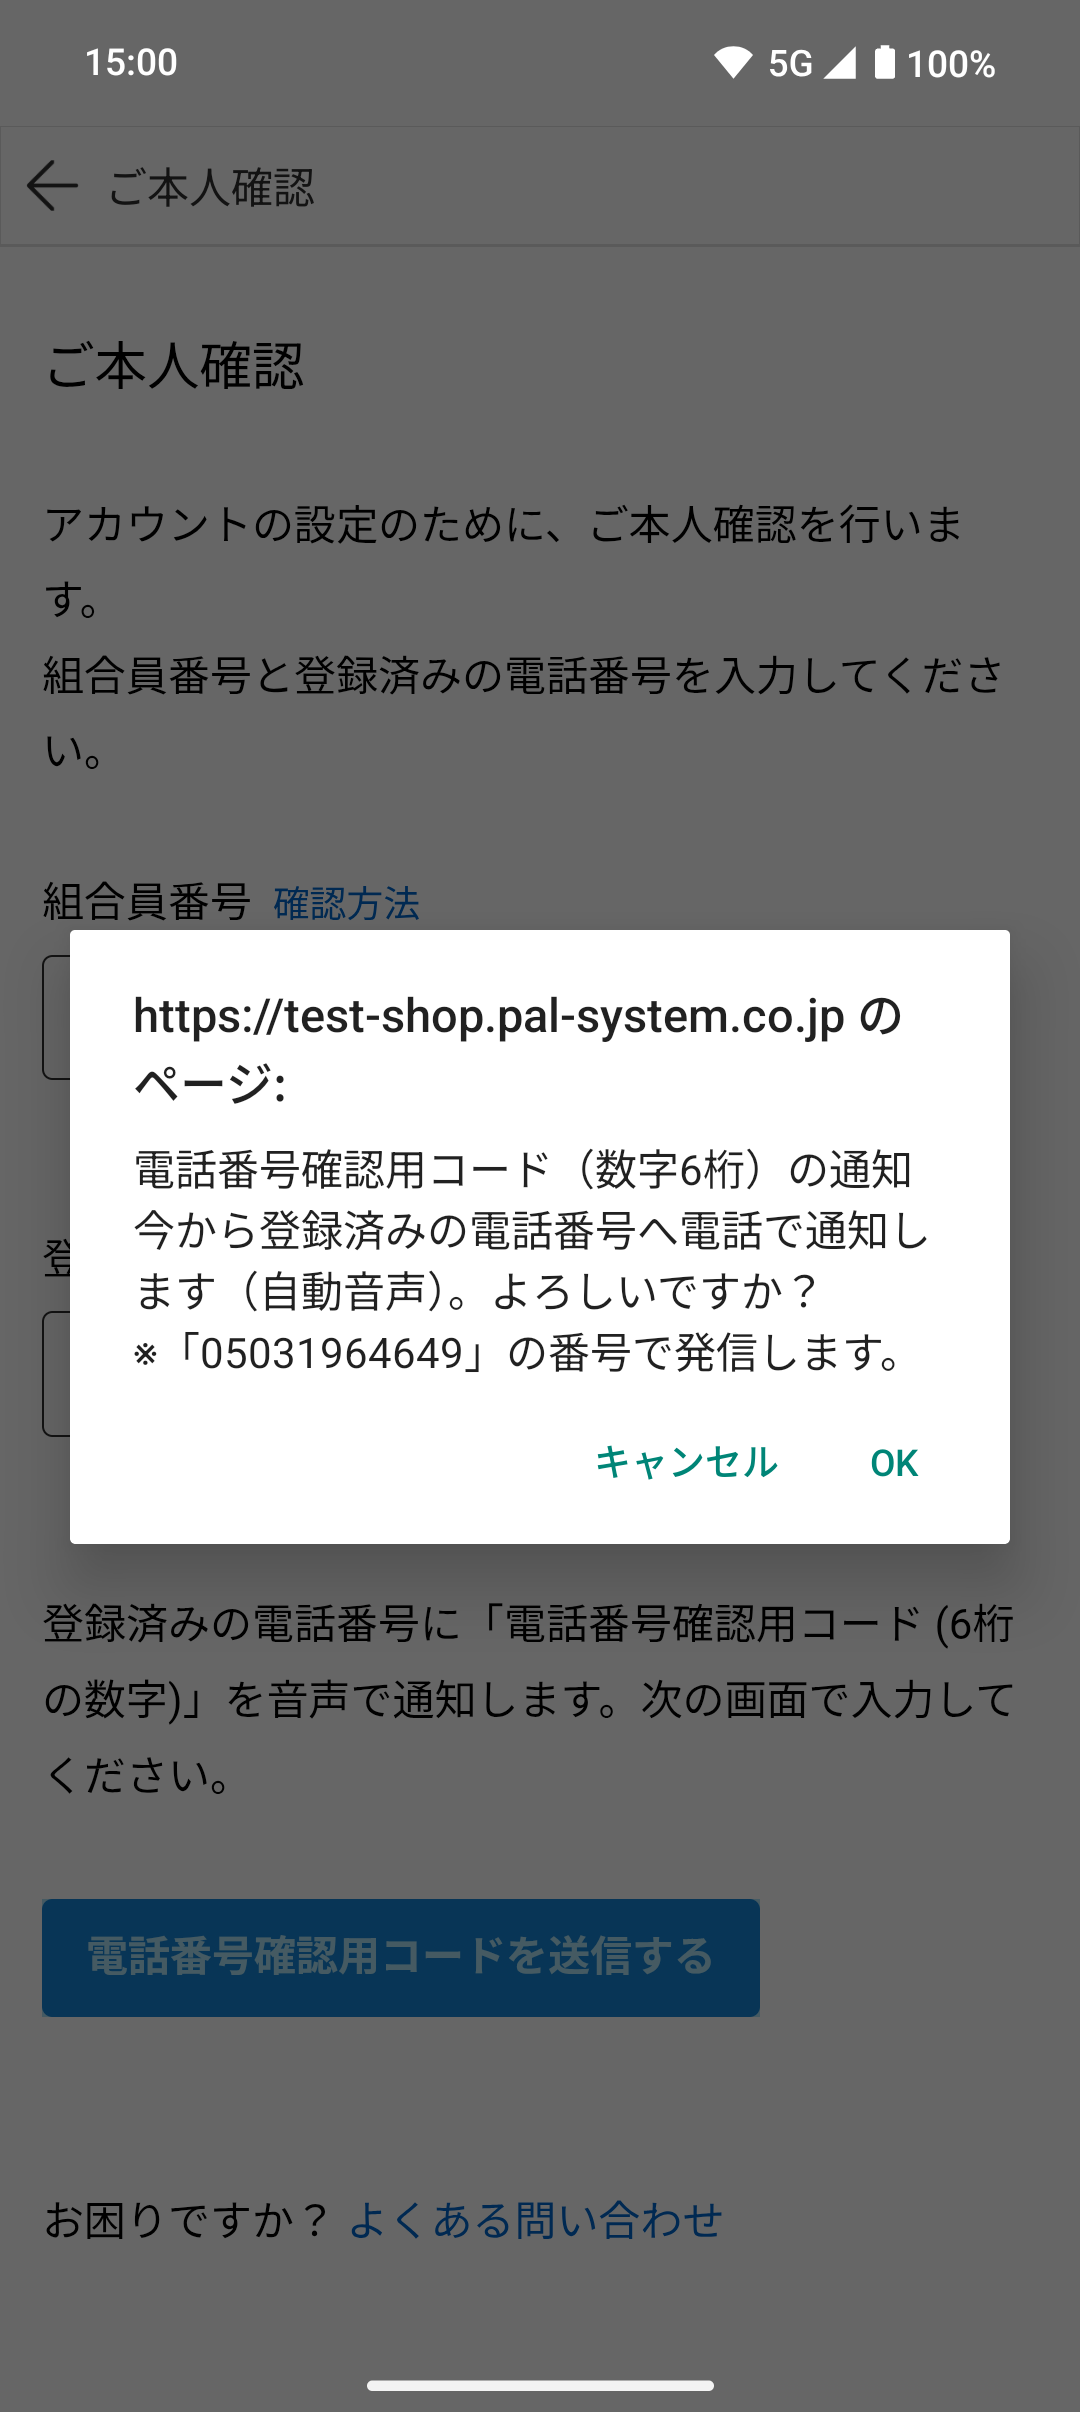 15:00
5G 100%
ご本人確認
ご本人確認
アカウントの設定のために、ご本人確認を行いま
す。
組合員番号と登録済みの電話番号を入力してくださ
い。
組合員番号 確認方法
https://test-shop.pal-system.co.jp の
ページ:
電話番号確認用コード（数字6桁）の通知
今から登録済みの電話番号へ電話で通知し
ます（自動音声）。よろしいですか？
※「05031964649」の番号で発信します。
キャンセル OK
登
登録済みの電話番号に「電話番号確認用コード (6桁
の数字)」を音声で通知します。次の画面で入力して
ください。
電話番号確認用コードを送信する
お困りですか？ よくある問い合わせ